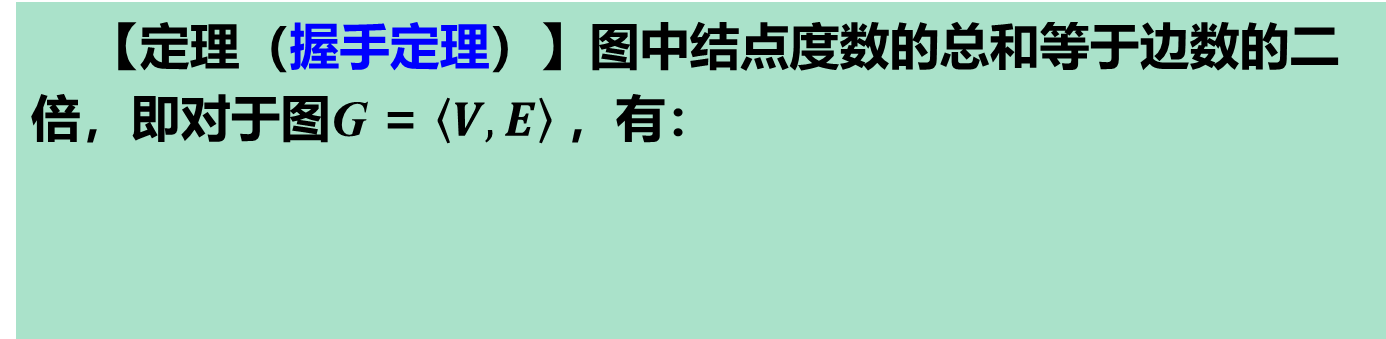 【定理（握手定理）】图中结点度数的总和等于边数的二
倍，即对于图G = ⟨V, E⟩，有：